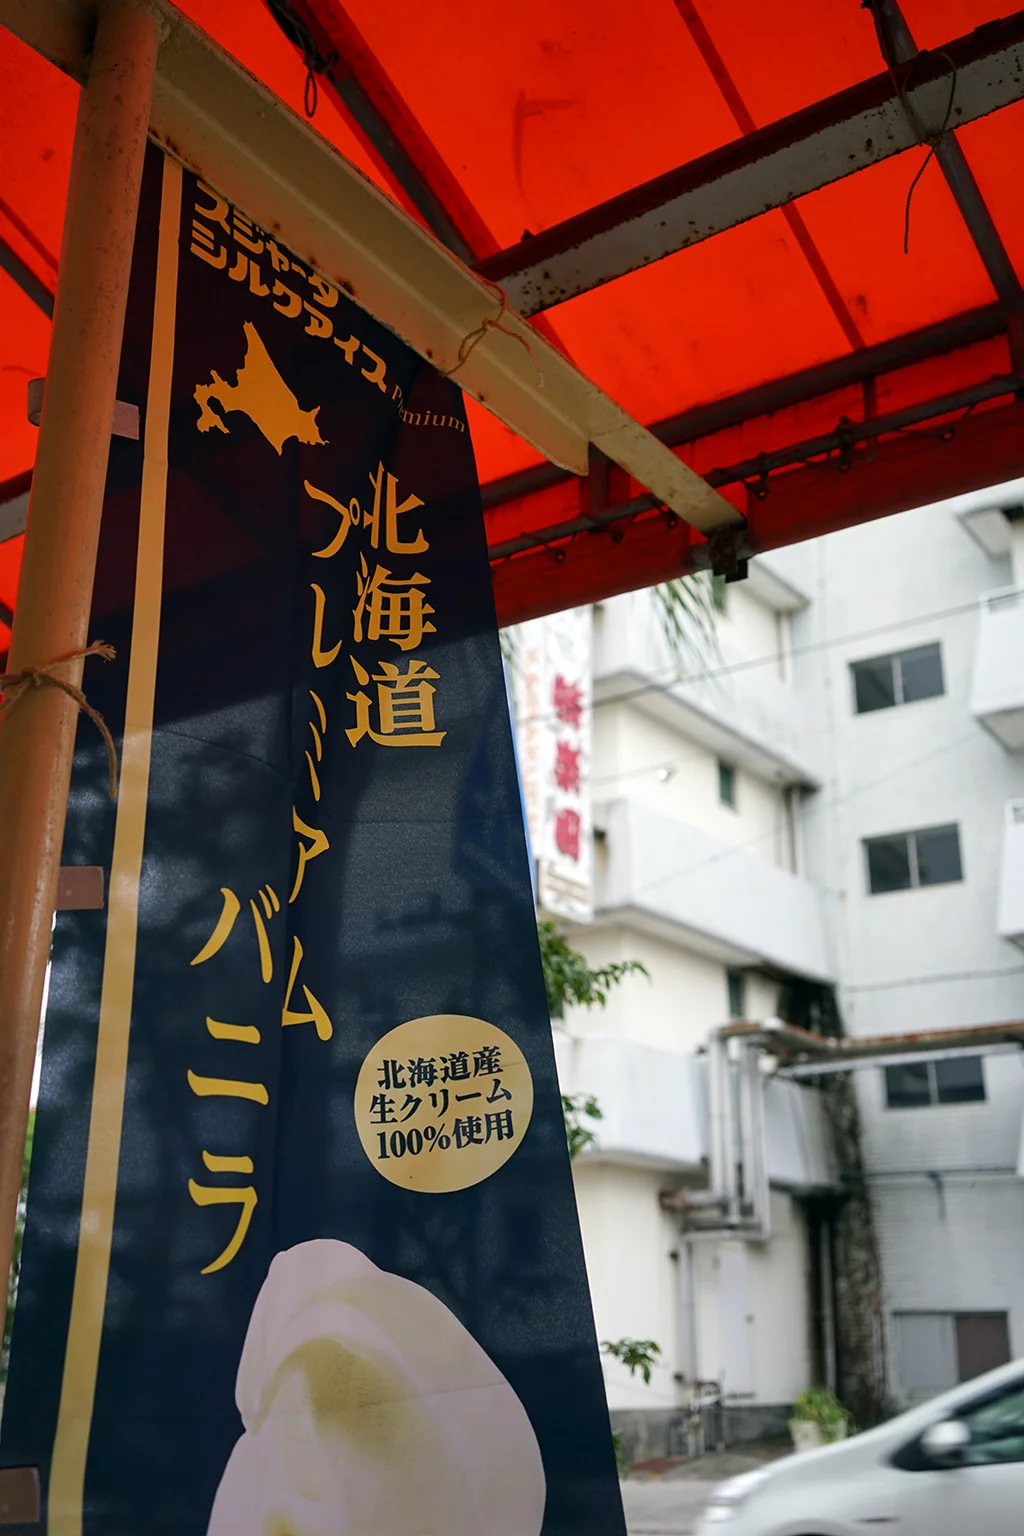 スジャータ
シルクアイス
Premium
北海道
プレミアム
バニラ
北海道産
生クリーム
100%使用